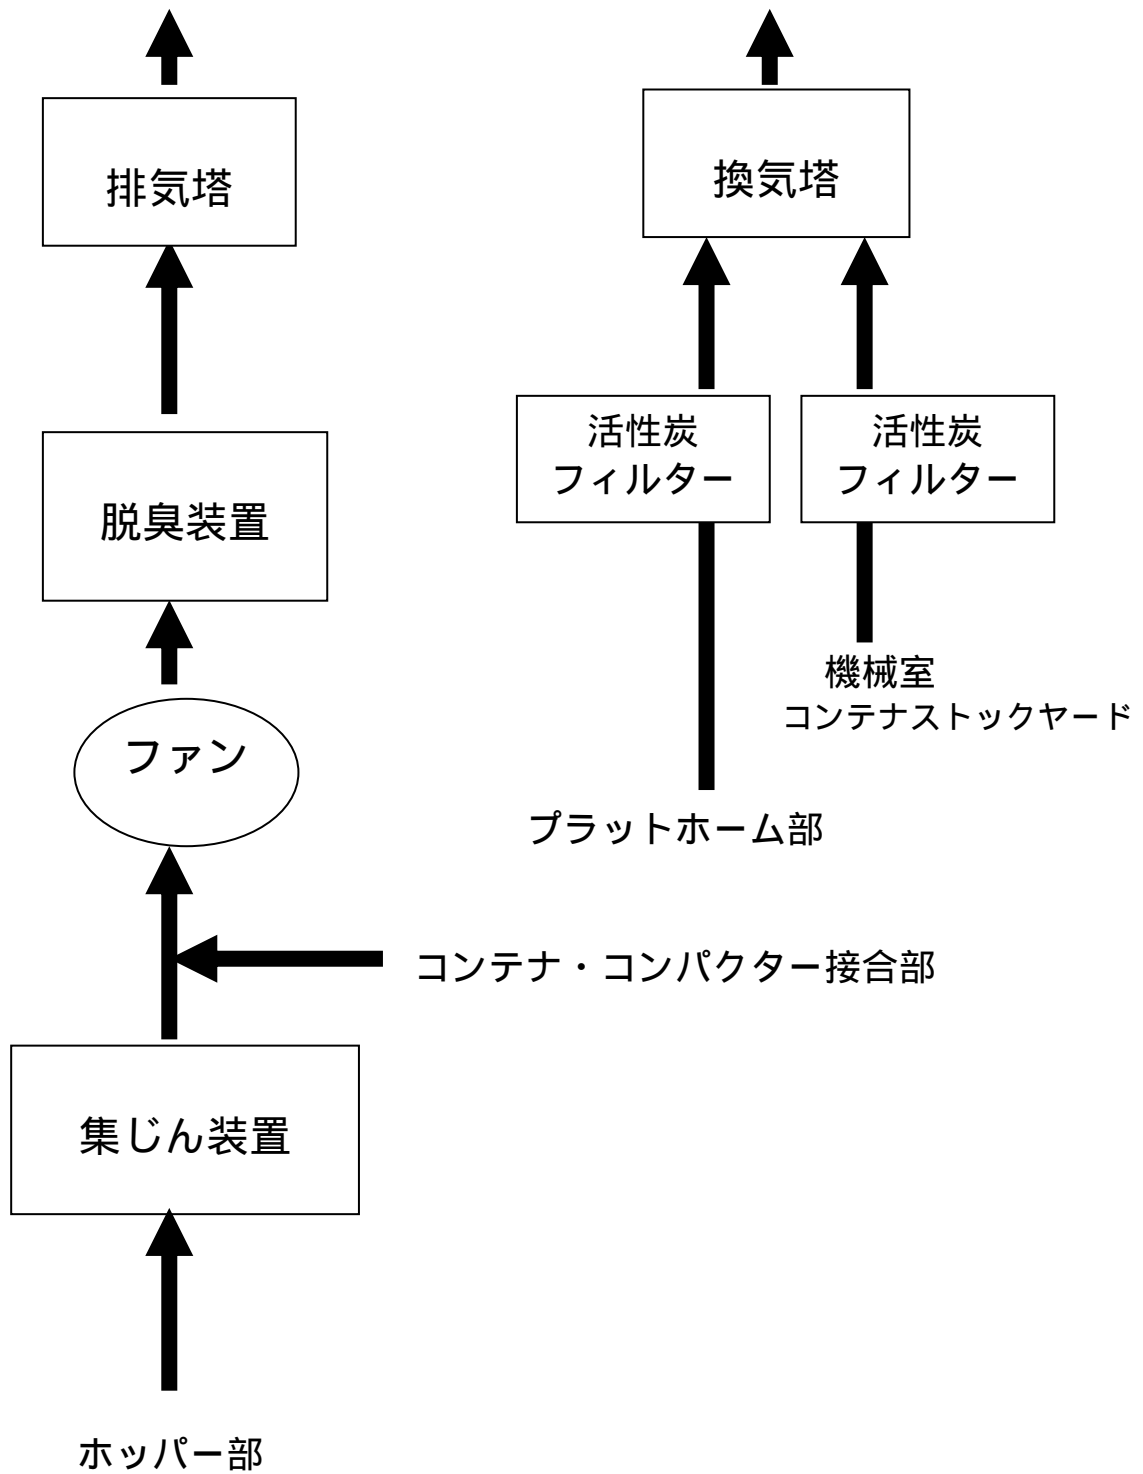 排気塔
換気塔
活性炭
フィルター
活性炭
フィルター
脱臭装置
機械室
コンテナストックヤード
ファン
プラットホーム部
コンテナ・コンパクター接合部
集じん装置
ホッパー部